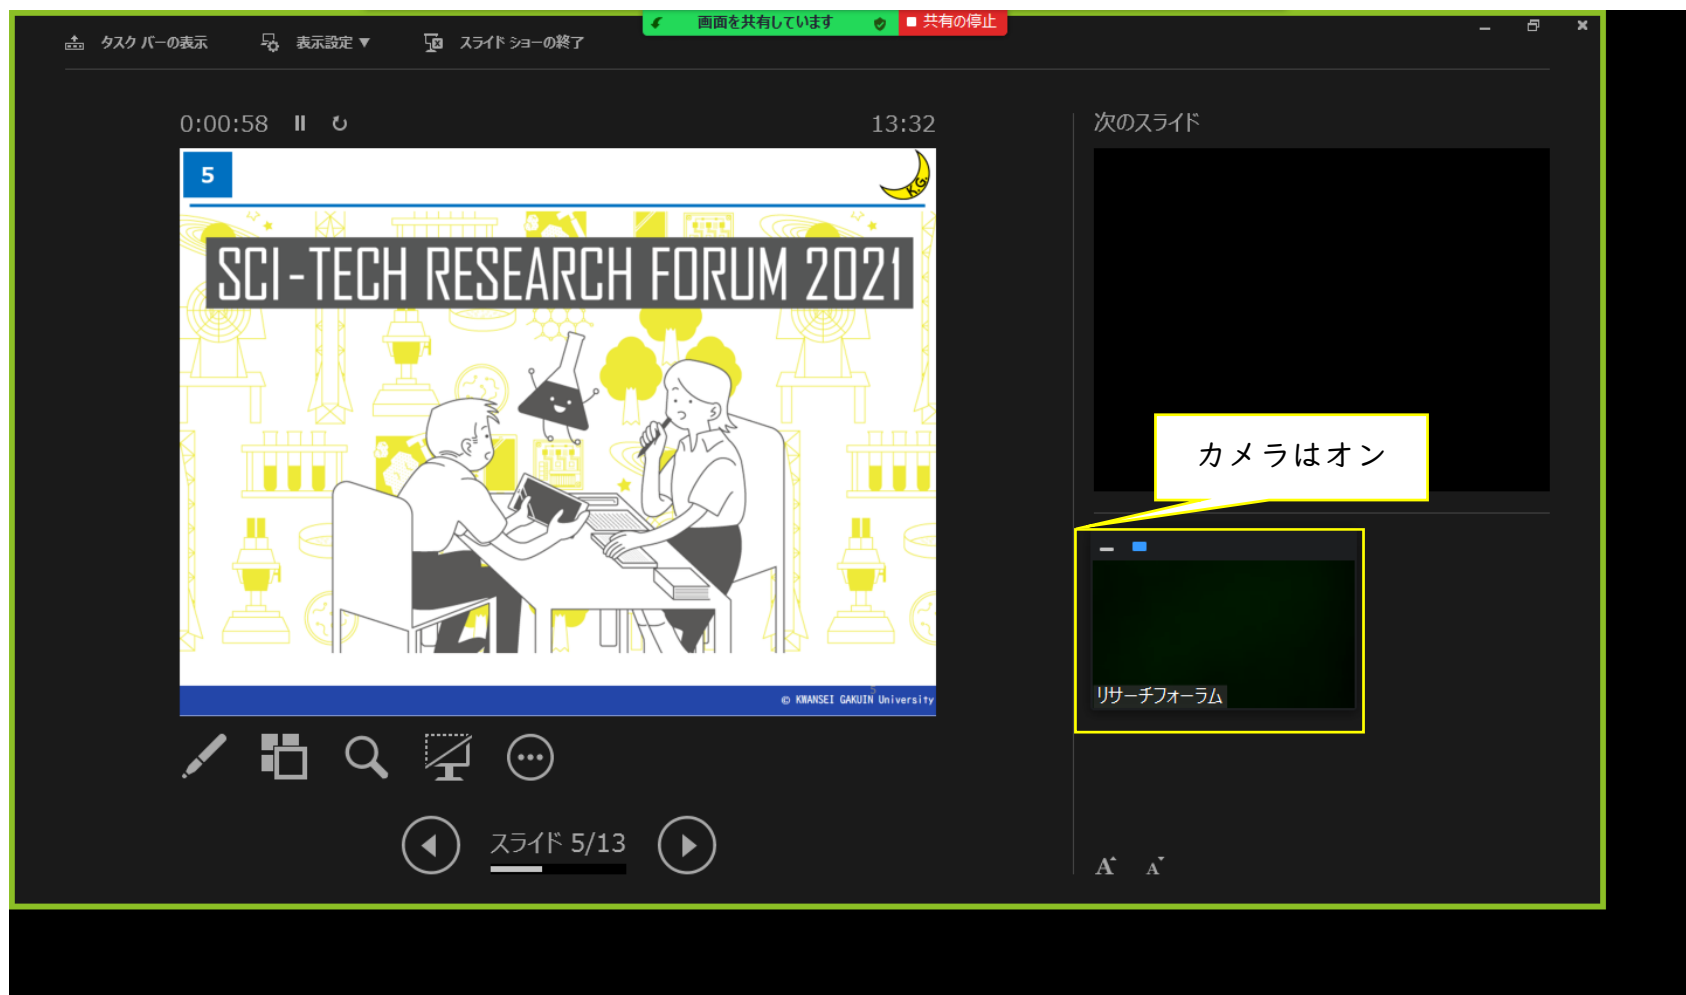 画面を共有しています
■ 共有の停止
タスク バーの表示
表示設定 ▼
スライド ショーの終了
0:00:58
13:32
次のスライド
5
K.G.
SCI-TECH RESEARCH FORUM 2021
カメラはオン
リサーチフォーラム
5
© KWANSEI GAKUIN University
スライド 5/13
A A